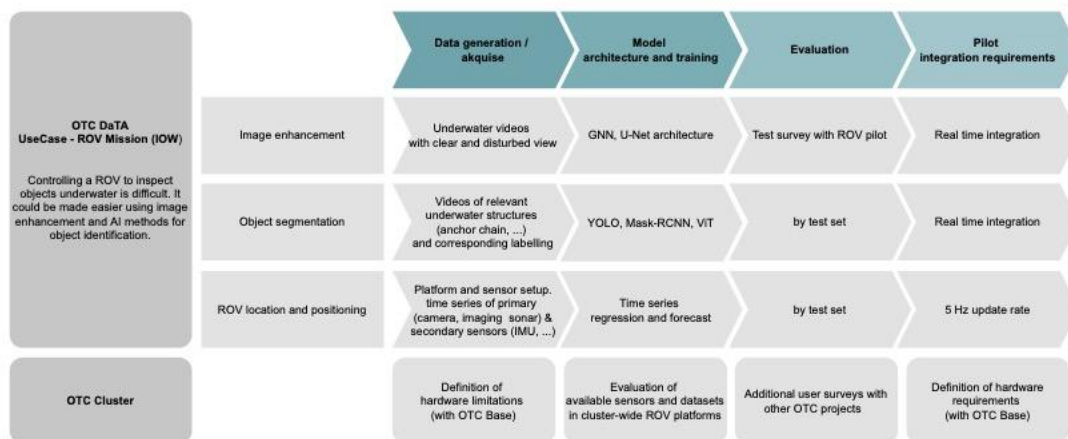 Data generation /
akquise
Model
architecture and training
Evaluation
Pilot
integration requirements
OTC DaTA
UseCase - ROV Mission (IOW)
Controlling a ROV to inspect
objects underwater is difficult. It
could be made easier using image
enhancement and AI methods for
object identification.
Image enhancement
Underwater videos
with clear and disturbed view
GNN, U-Net architecture
Test survey with ROV pilot
Real time integration
Object segmentation
Videos of relevant
underwater structures
(anchor chain, ...)
and corresponding labelling
YOLO, Mask-RCNN, ViT
by test set
Real time integration
ROV location and positioning
Platform and sensor setup.
time series of primary
(camera, imaging sonar) &
secondary sensors (IMU, ...)
Time series
regression and forecast
by test set
5 Hz update rate
OTC Cluster
Definition of
hardware limitations
(with OTC Base)
Evaluation of
available sensors and datasets
in cluster-wide ROV platforms
Additional user surveys with
other OTC projects
Definition of hardware
requirements
(with OTC Base)